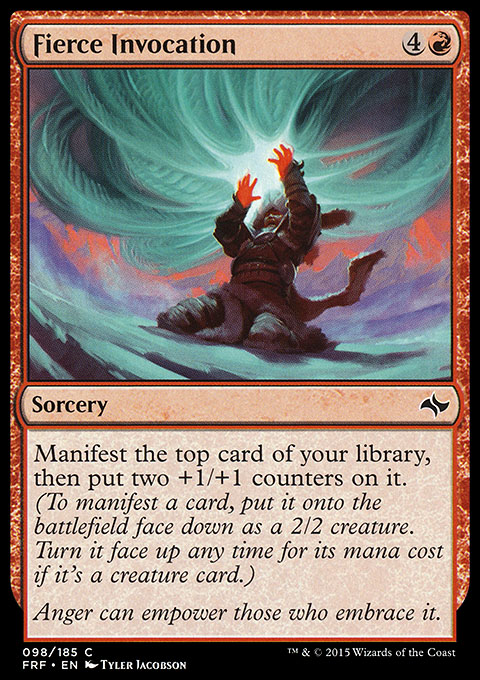 Fierce Invocation 4
Sorcery
Manifest the top card of your library,
then put two +1/+1 counters on it.
(To manifest a card, put it onto the
battlefield face down as a 2/2 creature.
Turn it face up any time for its mana cost
if it's a creature card.)
Anger can empower those who embrace it.
098/185 C
FRF • EN Tyler Jacobson
™ & © 2015 Wizards of the Coast